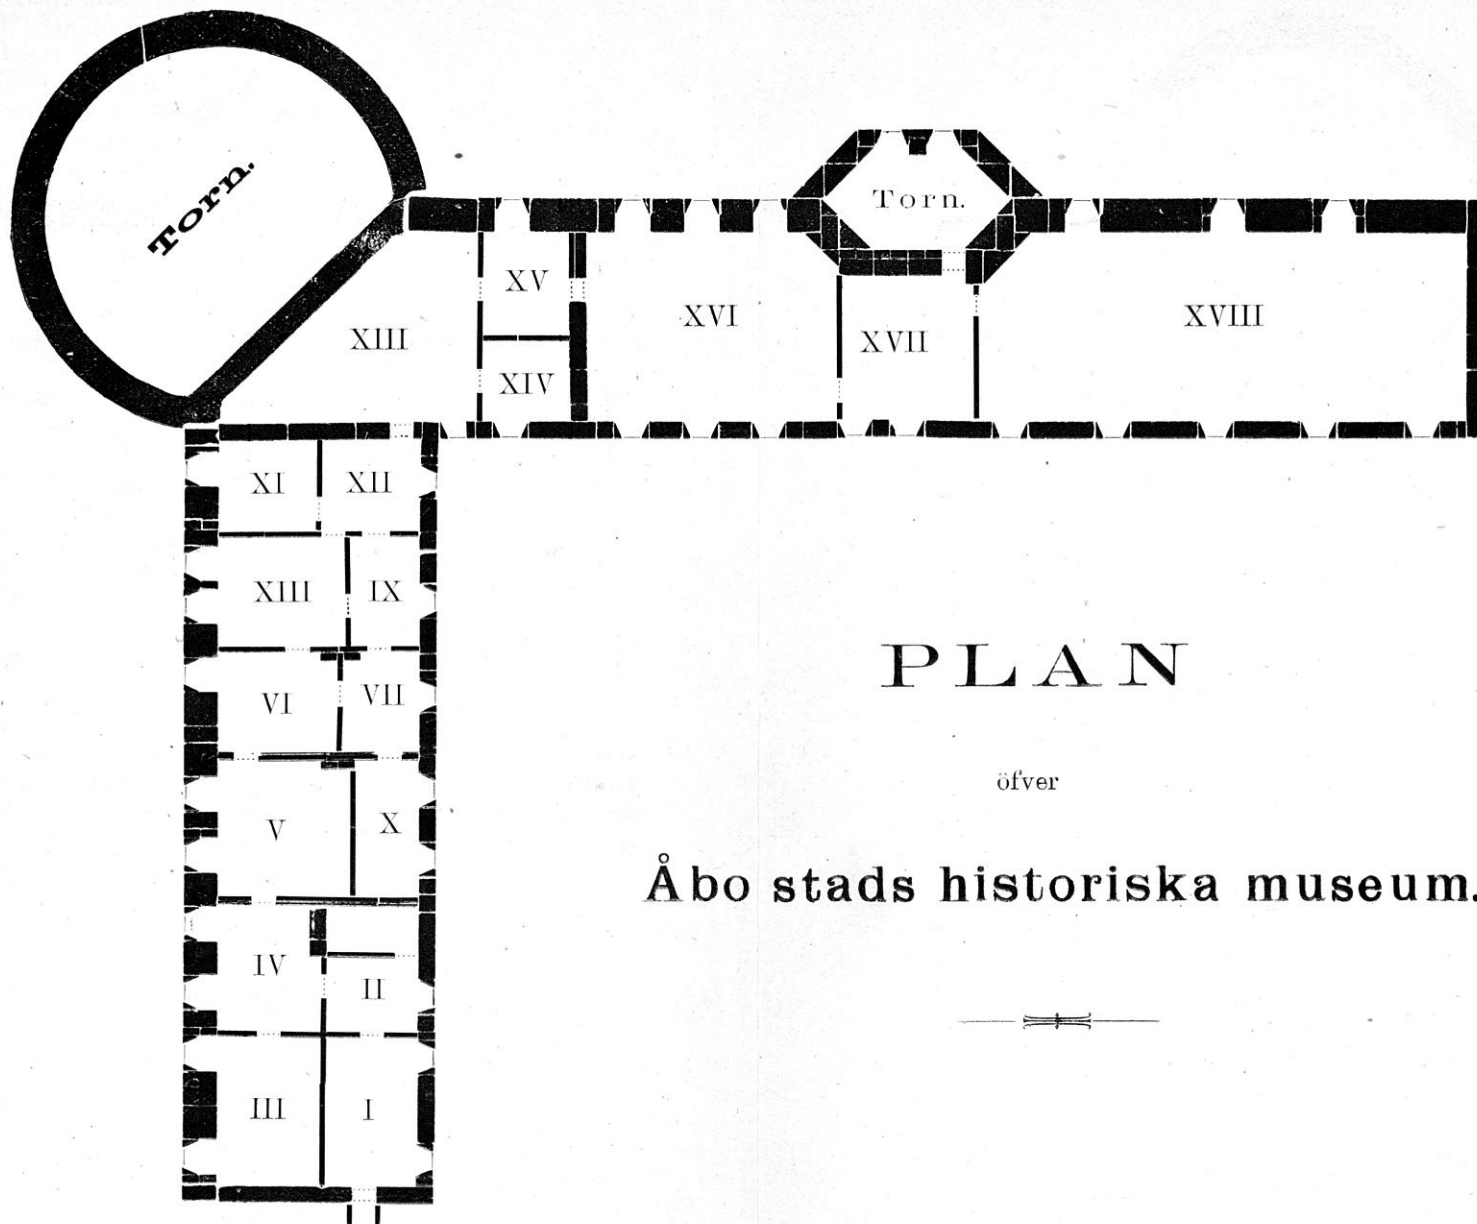 Torn.
Torn.
XV
XVI
XVIII
XIII
XVII
XIV
XI
XII
XIII
IX
VI
VII
V
X
IV
II
III
I
PLAN
öfver
Åbo stads historiska museum.